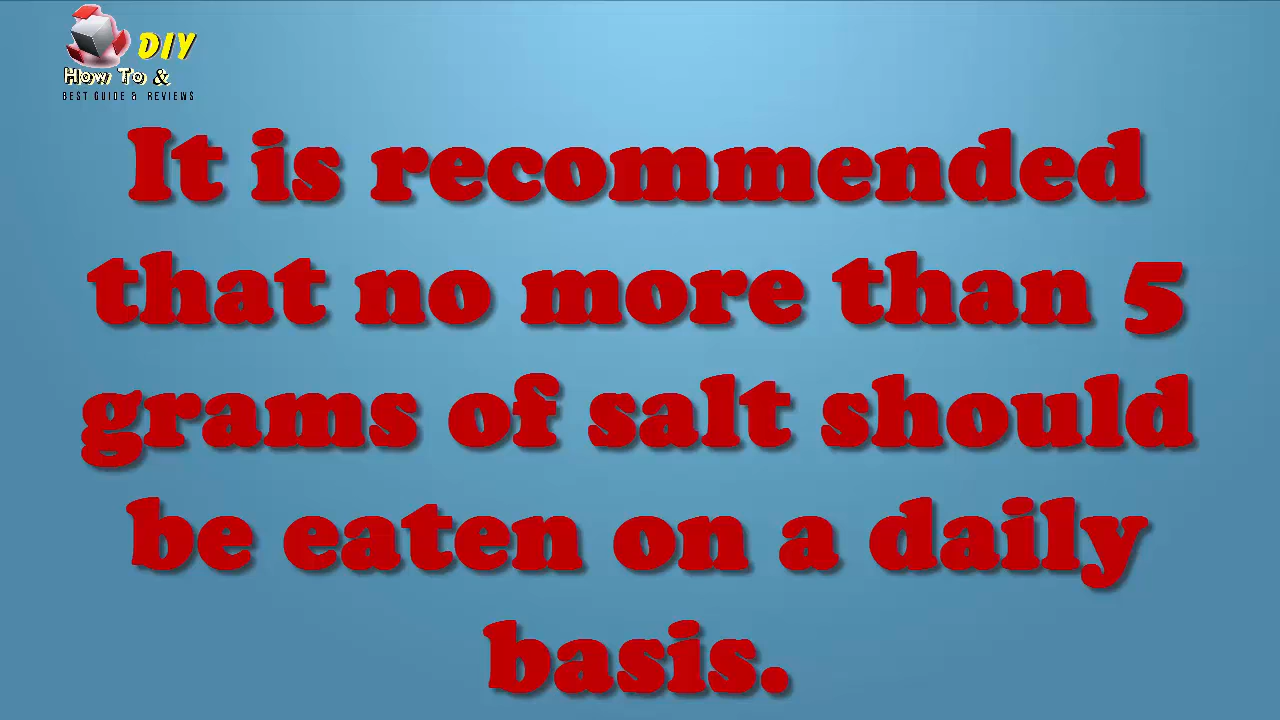 DIY
How To &
BEST GUIDE & REVIEWS
It is recommended
that no more than 5
grams of salt should
be eaten on a daily
basis.